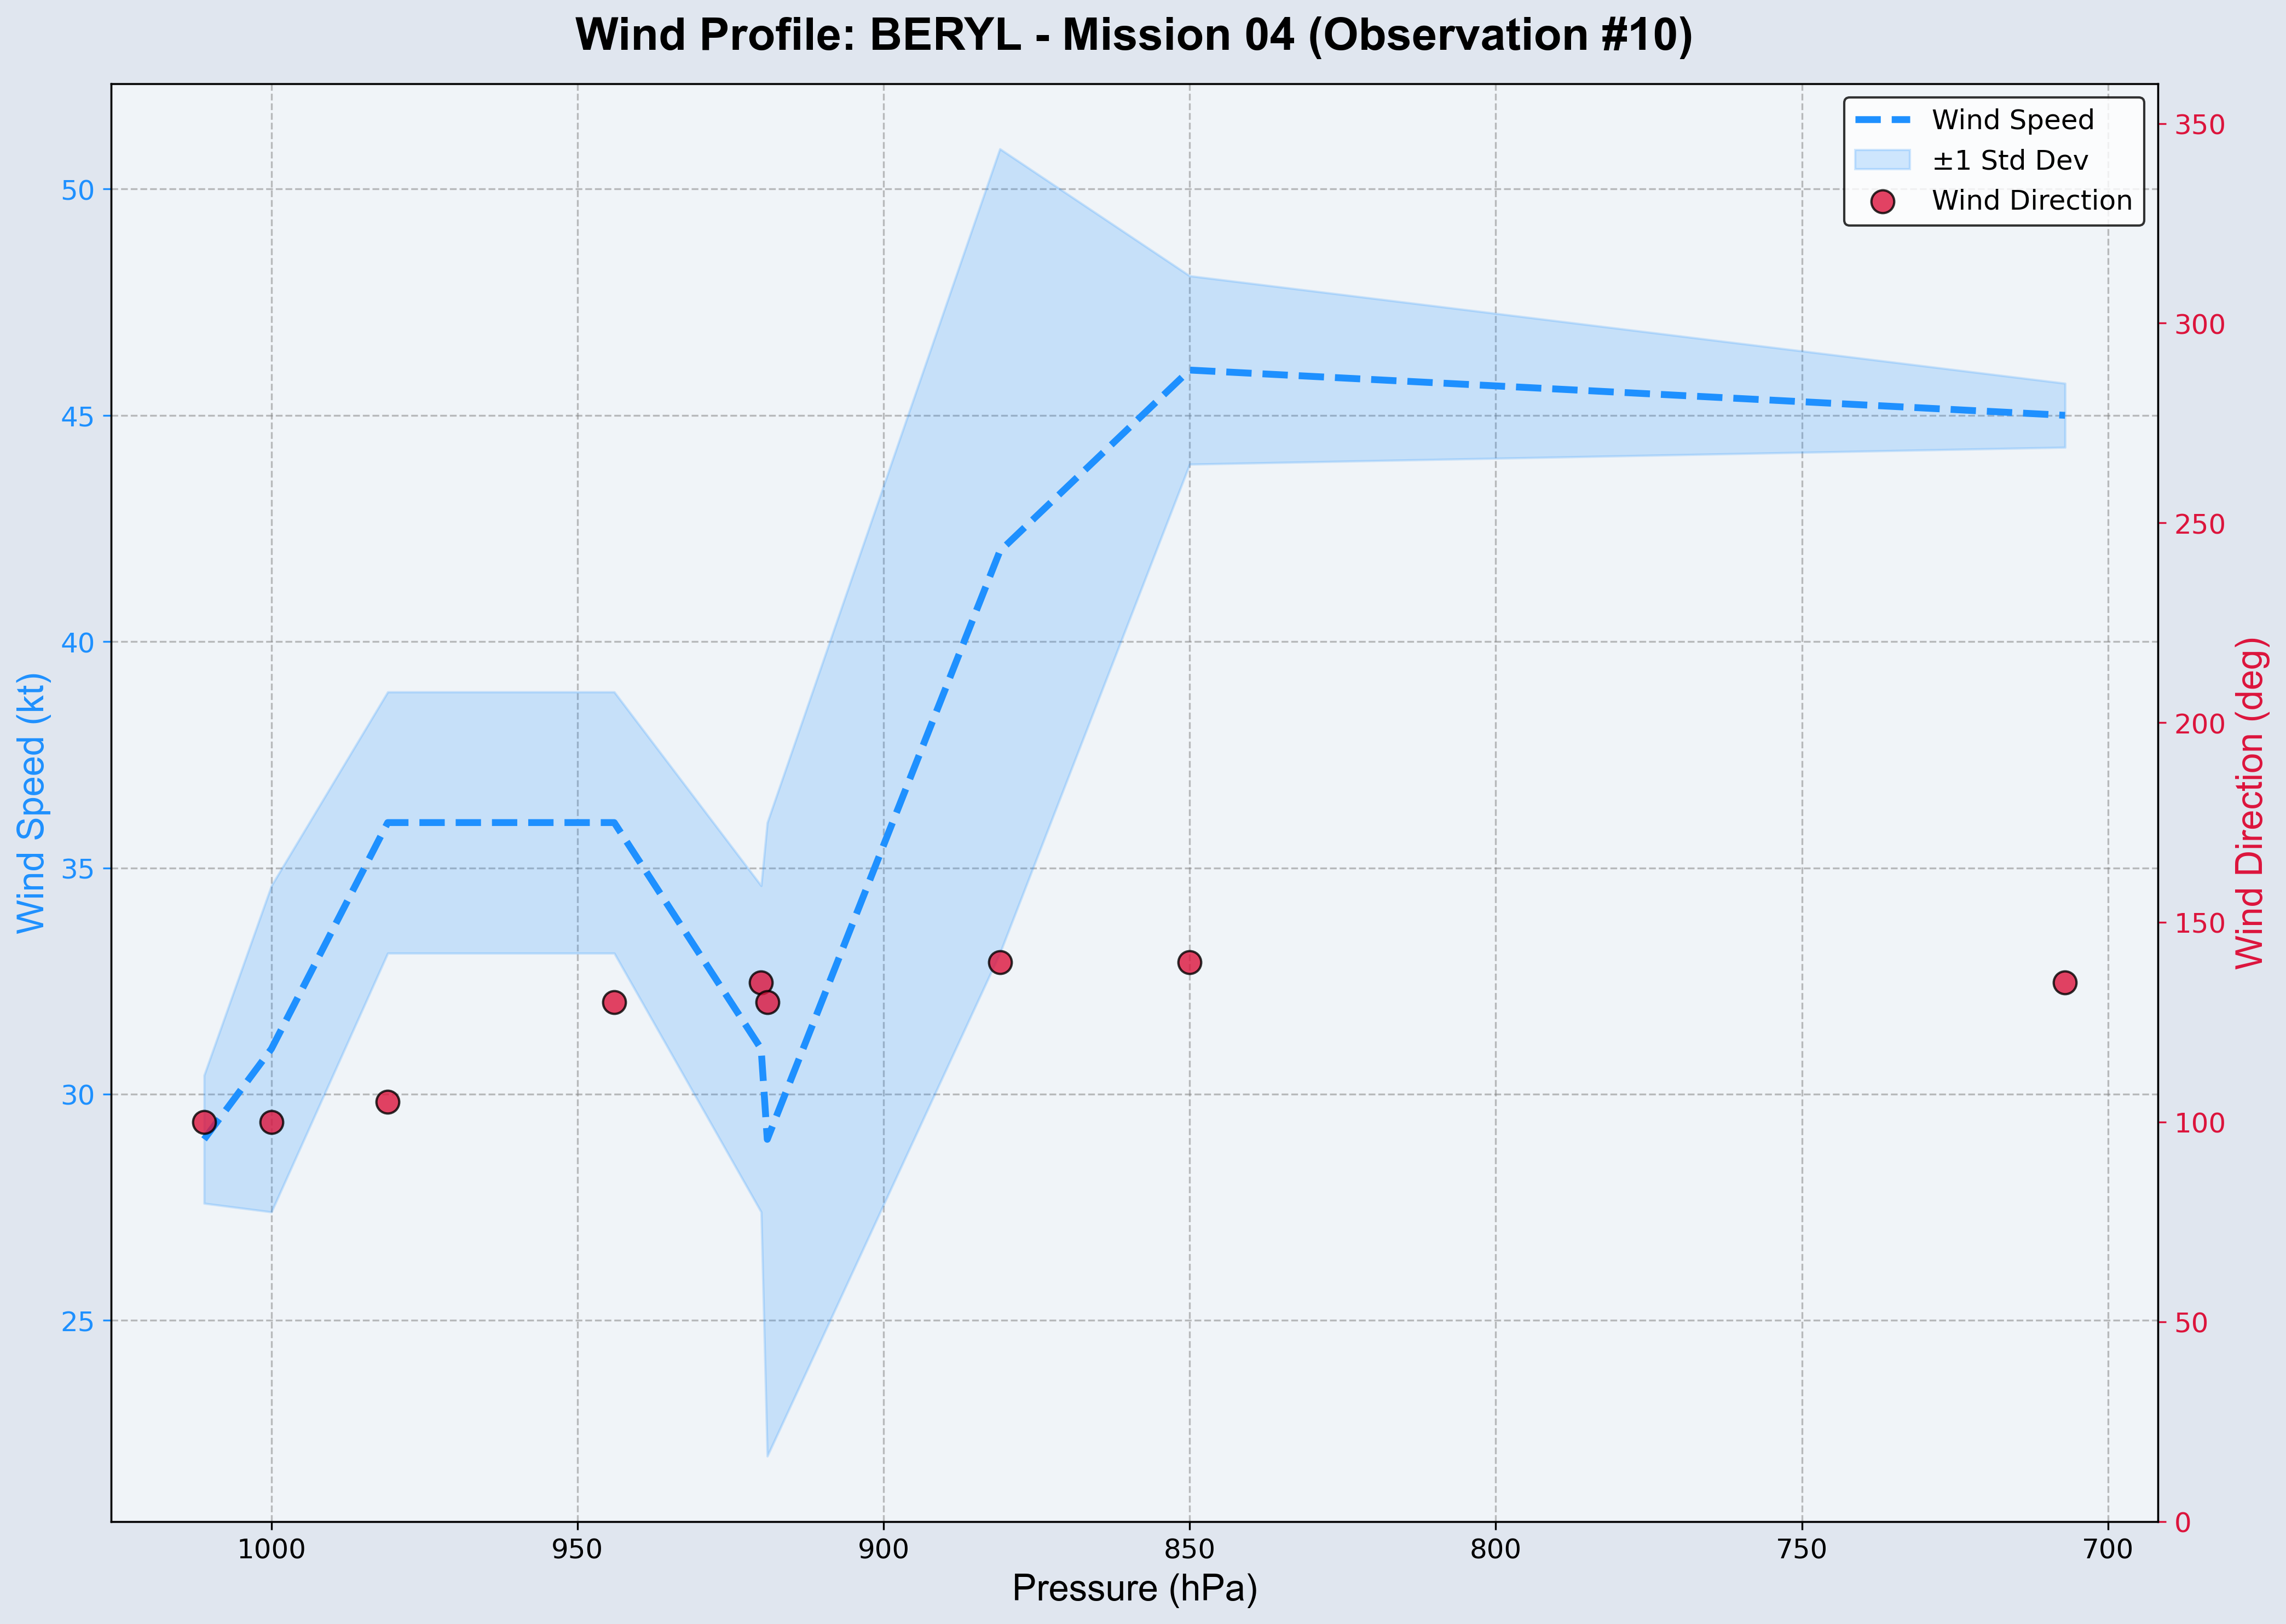 Wind Profile: BERYL - Mission 04 (Observation #10)
Wind Speed
±1 Std Dev
Wind Direction
Wind Speed (kt)
50
45
40
35
30
25
350
300
250
200
150
100
50
0
Wind Direction (deg)
1000 950 900 850 800 750 700
Pressure (hPa)